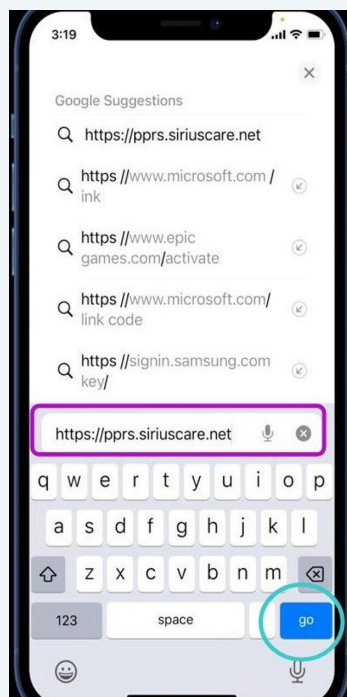 3:19
Google Suggestions
https://pprs.siriuscare.net
https //www.microsoft.com /
ink
https //www.epic
games.com/activate
https //www.microsoft.com/
link code
https //signin.samsung.com
key/
https://pprs.siriuscare.net
q w e r t y u i o p
a s d f g h j k l
z x c v b n m
123 space . go